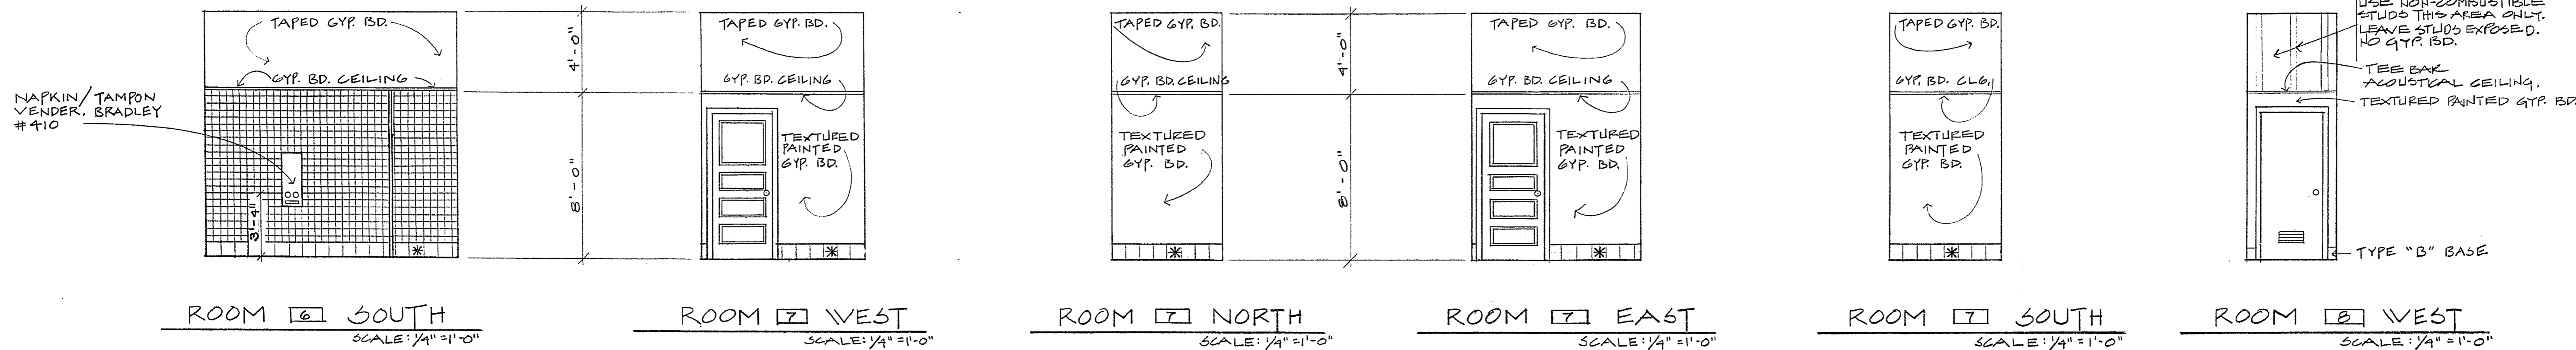 TAPED GYP. BD.
GYP. BD. CEILING
NAPKIN/TAMPON
VENDER. BRADLEY
#410
3'-4"
*
ROOM 6 SOUTH
SCALE: 1/4" = 1'-0"
4'-0"
8'-0"
TAPED GYP. BD.
GYP. BD. CEILING
TEXTURED
PAINTED
GYP. BD.
*
ROOM 7 WEST
SCALE: 1/4" = 1'-0"
TAPED GYP. BD.
GYP. BD. CEILING
TEXTURED
PAINTED
GYP. BD.
*
ROOM 7 NORTH
SCALE: 1/4" = 1'-0"
4'-0"
8'-0"
TAPED GYP. BD.
GYP. BD. CEILING
TEXTURED
PAINTED
GYP. BD.
*
ROOM 7 EAST
SCALE: 1/4" = 1'-0"
TAPED GYP. BD.
GYP. BD. CLG.
TEXTURED
PAINTED
GYP. BD.
*
ROOM 7 SOUTH
SCALE: 1/4" = 1'-0"
USE NON-COMBUSTIBLE
STUDS THIS AREA ONLY.
LEAVE STUDS EXPOSED.
NO GYP. BD.
TEE BAR
ACOUSTICAL CEILING.
TEXTURED PAINTED GYP. BD.
TYPE "B" BASE
ROOM 8 WEST
SCALE: 1/4" = 1'-0"